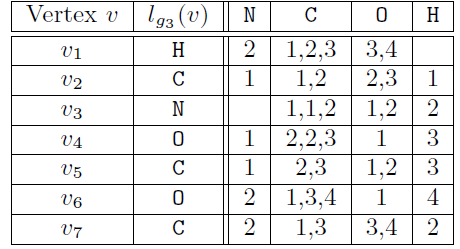 Vertex v l_{g_3}(v) N C O H
v_1 H 2 1,2,3 3,4
v_2 C 1 1,2 2,3 1
v_3 N 1,1,2 1,2 2
v_4 O 1 2,2,3 1 3
v_5 C 1 2,3 1,2 3
v_6 O 2 1,3,4 1 4
v_7 C 2 1,3 3,4 2